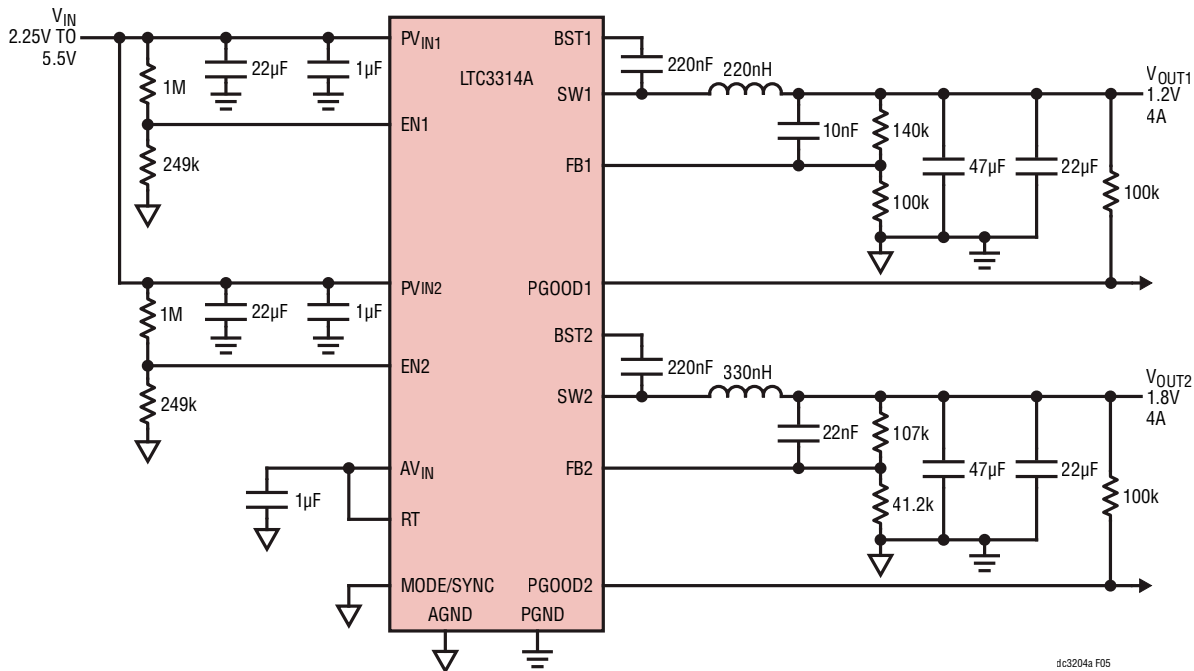 V_IN
2.25V TO
5.5V
1M
22µF
1µF
249k
PV_IN1
LTC3314A
EN1
BST1
SW1
FB1
220nF
220nH
10nF
140k
100k
47µF
22µF
100k
V_OUT1
1.2V
4A
1M
22µF
1µF
249k
PV_IN2
EN2
PGOOD1
BST2
SW2
FB2
220nF
330nH
22nF
107k
41.2k
47µF
22µF
100k
V_OUT2
1.8V
4A
1µF
AV_IN
RT
MODE/SYNC
PGOOD2
AGND
PGND
dc3204a F05